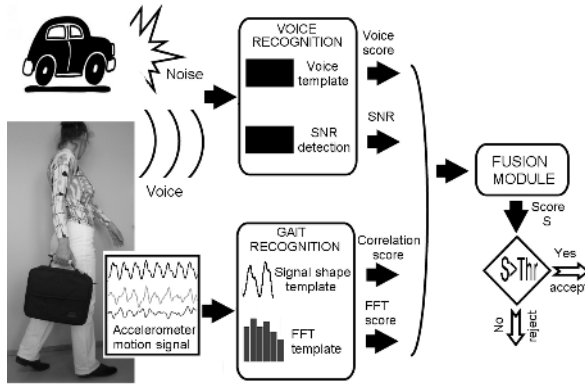 Noise
Voice
Accelerometer
motion signal
VOICE
RECOGNITION
Voice
template
SNR
detection
GAIT
RECOGNITION
Signal shape
template
FFT
template
Voice
score
SNR
Correlation
score
FFT
score
FUSION
MODULE
Score
S
S>Thr
Yes
accept
No
reject